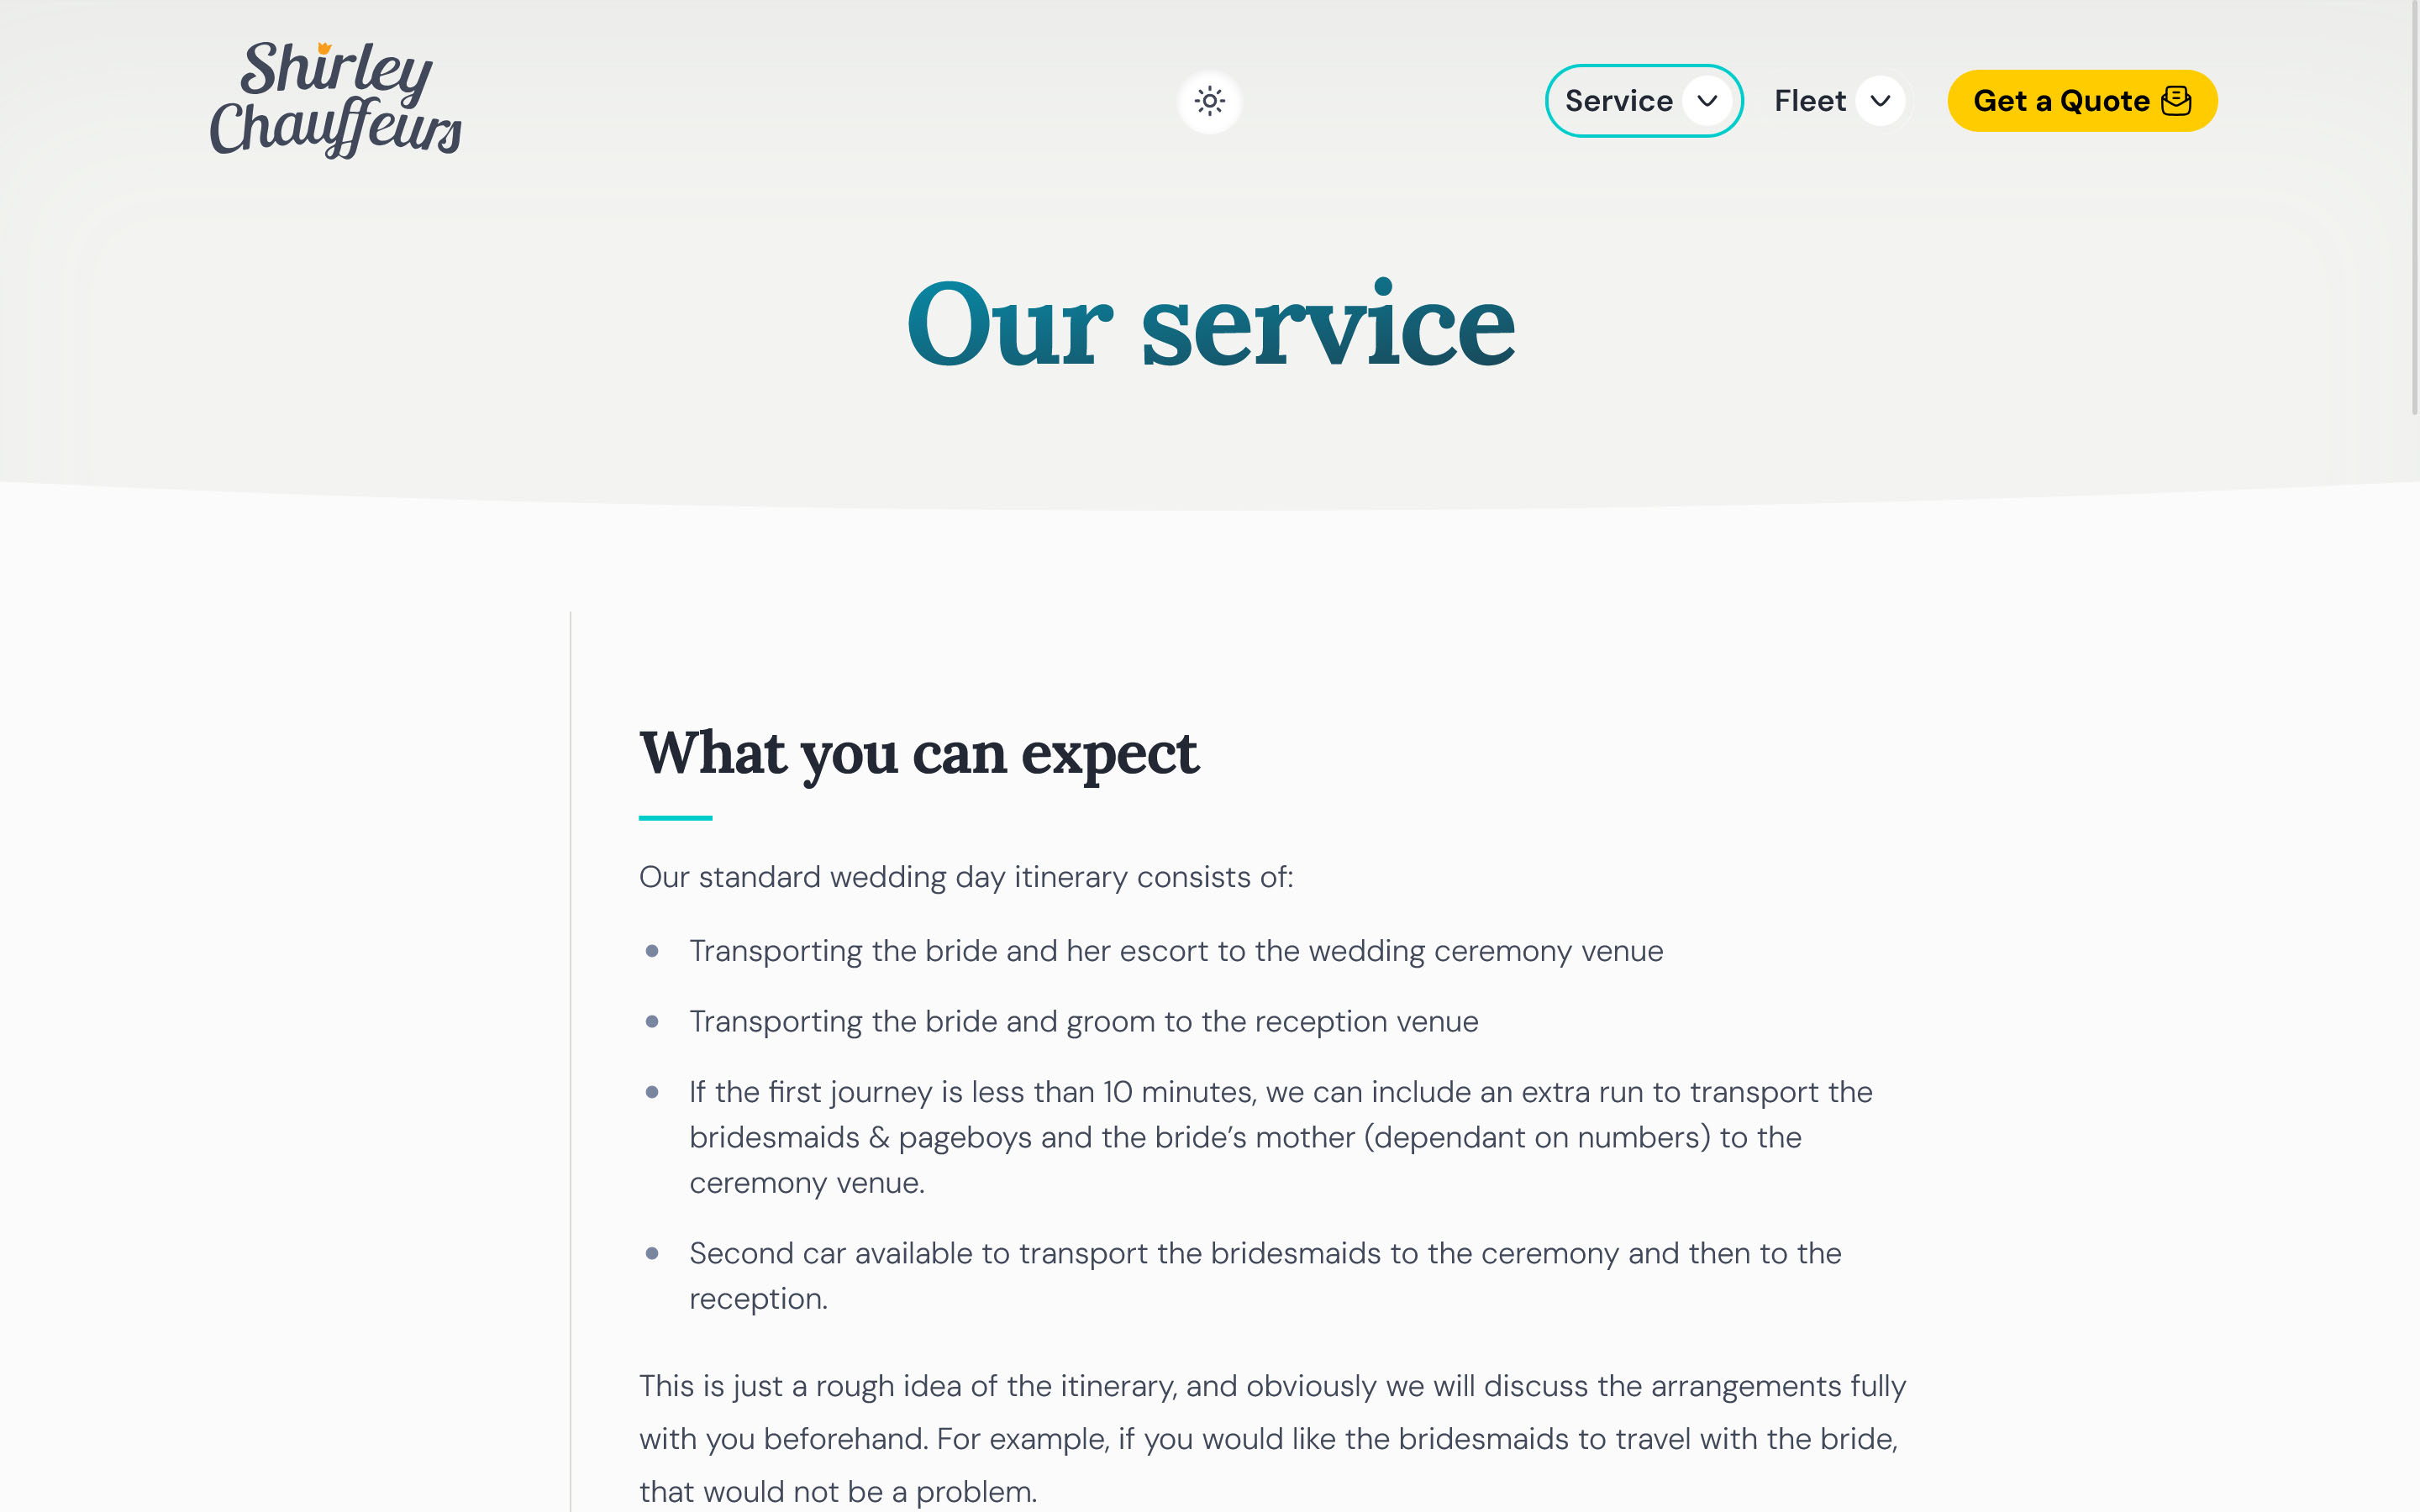 Shirley
Chauffeurs
Service
Fleet
Get a Quote
Our service
What you can expect
Our standard wedding day itinerary consists of:
Transporting the bride and her escort to the wedding ceremony venue
Transporting the bride and groom to the reception venue
If the first journey is less than 10 minutes, we can include an extra run to transport the
bridesmaids & pageboys and the bride’s mother (dependant on numbers) to the
ceremony venue.
Second car available to transport the bridesmaids to the ceremony and then to the
reception.
This is just a rough idea of the itinerary, and obviously we will discuss the arrangements fully
with you beforehand. For example, if you would like the bridesmaids to travel with the bride,
that would not be a problem.